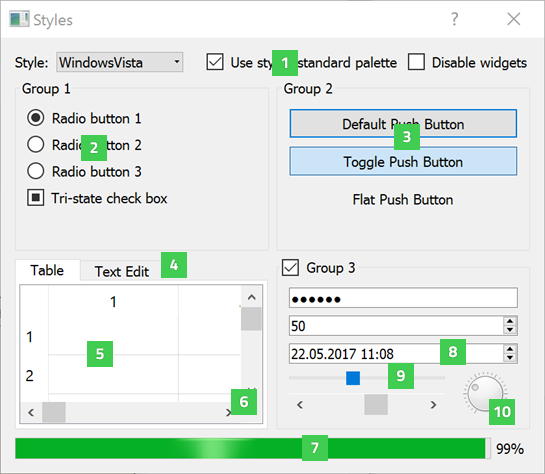 Styles ? ×
Style: WindowsVista Use sty standard palette Disable widgets
1
Group 1
Group 2
Radio button 1
Default Push Button
Radio button 2
2
3
Radio button 3
Toggle Push Button
Tri-state check box
Flat Push Button
Table Text Edit
4
Group 3
1
●●●●●●
1
50
5
22.05.2017 11:08
8
2
9
6
10
7
99%